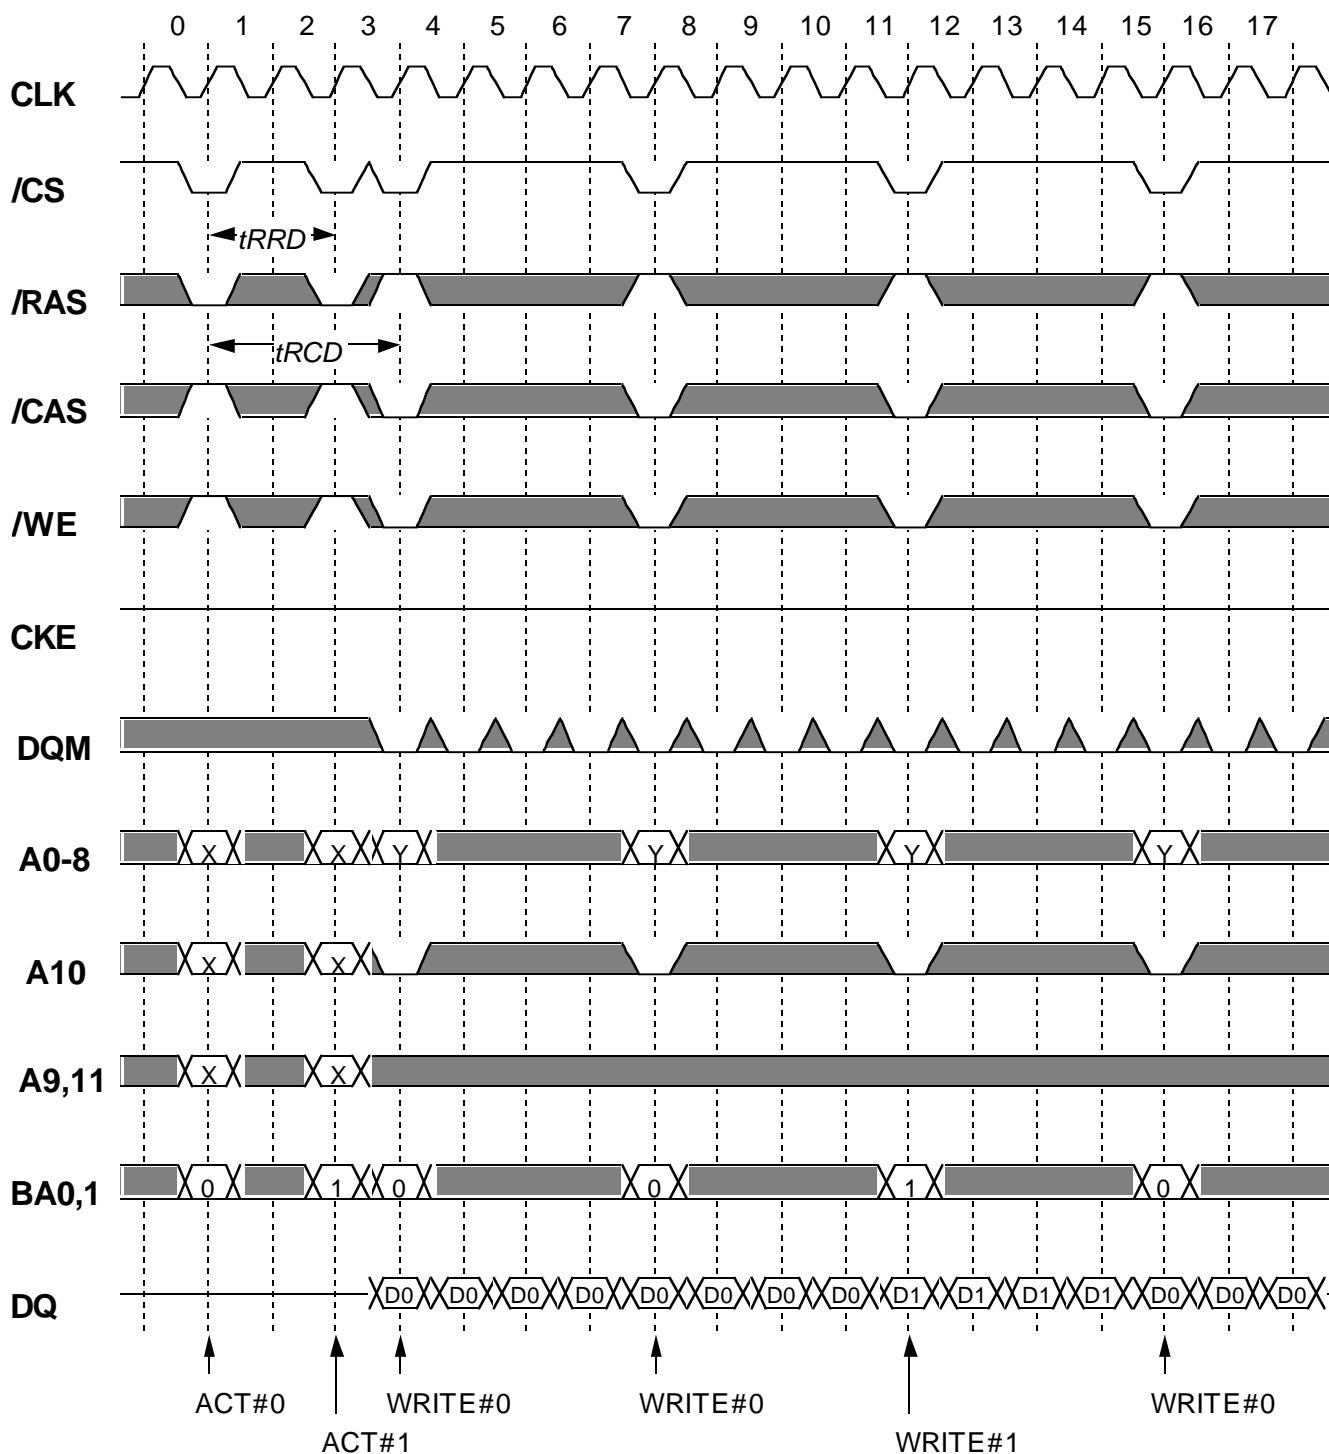 0 1 2 3 4 5 6 7 8 9 10 11 12 13 14 15 16 17
CLK
/CS
tRRD
/RAS
tRCD
/CAS
/WE
CKE
DQM
A0-8 X X Y Y Y Y
A10 X X
A9,11 X X
BA0,1 0 1 0 0 1 0
DQ D0 D0 D0 D0 D0 D0 D0 D0 D1 D1 D1 D1 D0 D0 D0
ACT#0 WRITE#0 WRITE#0 WRITE#0
ACT#1 WRITE#1